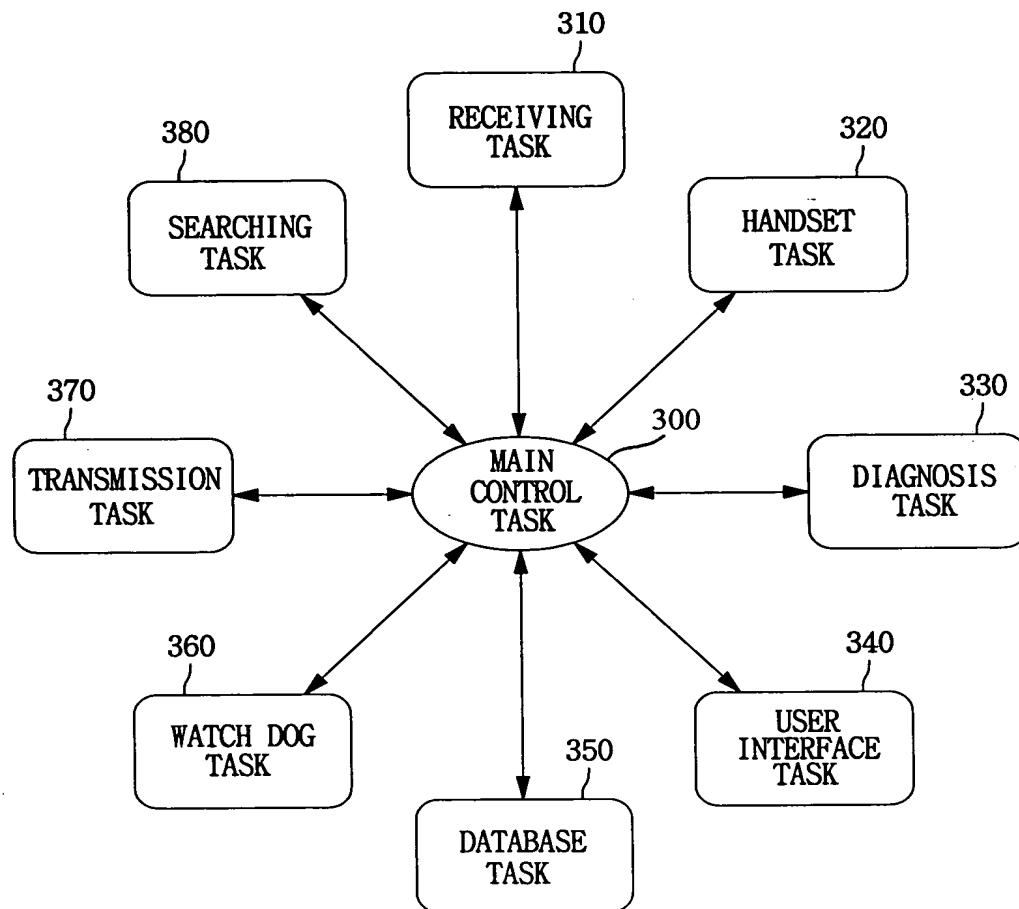 310
RECEIVING
TASK
380
SEARCHING
TASK
320
HANDSET
TASK
370
TRANSMISSION
TASK
300
MAIN
CONTROL
TASK
330
DIAGNOSIS
TASK
360
WATCH DOG
TASK
340
USER
INTERFACE
TASK
350
DATABASE
TASK